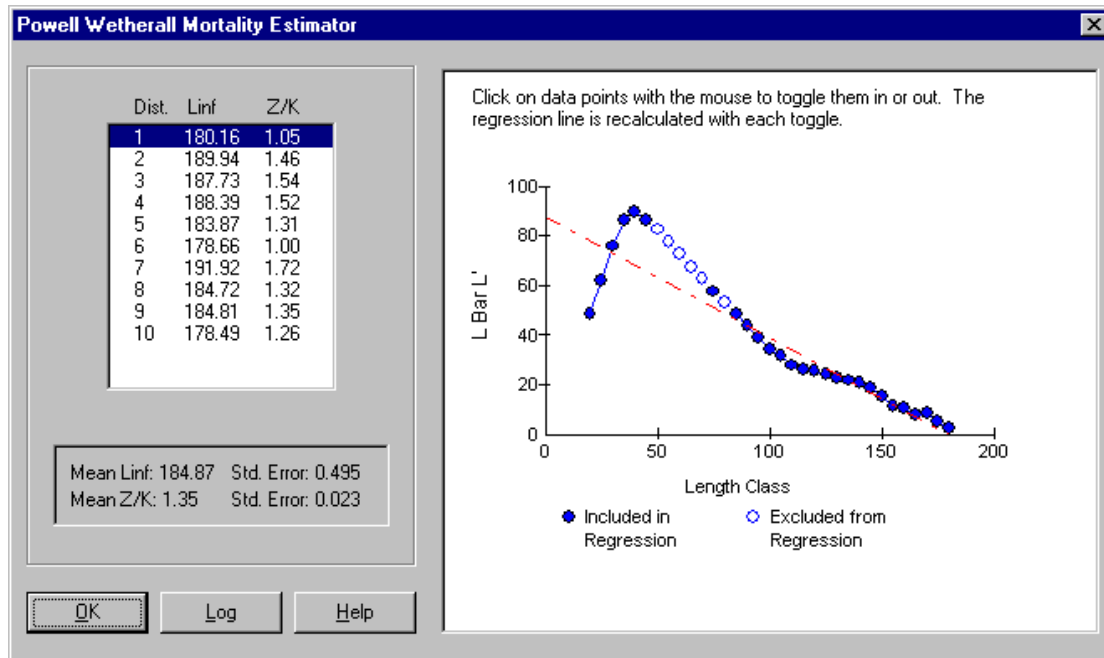 Powell Wetherall Mortality Estimator
Dist. Linf Z/K
1 180.16 1.05
2 189.94 1.46
3 187.73 1.54
4 188.39 1.52
5 183.87 1.31
6 178.66 1.00
7 191.92 1.72
8 184.72 1.32
9 184.81 1.35
10 178.49 1.26
Mean Linf: 184.87 Std. Error: 0.495
Mean Z/K: 1.35 Std. Error: 0.023
OK Log Help
Click on data points with the mouse to toggle them in or out. The
regression line is recalculated with each toggle.
L Bar L'
100
80
60
40
20
0
0 50 100 150 200
Length Class
Included in Regression
Excluded from Regression